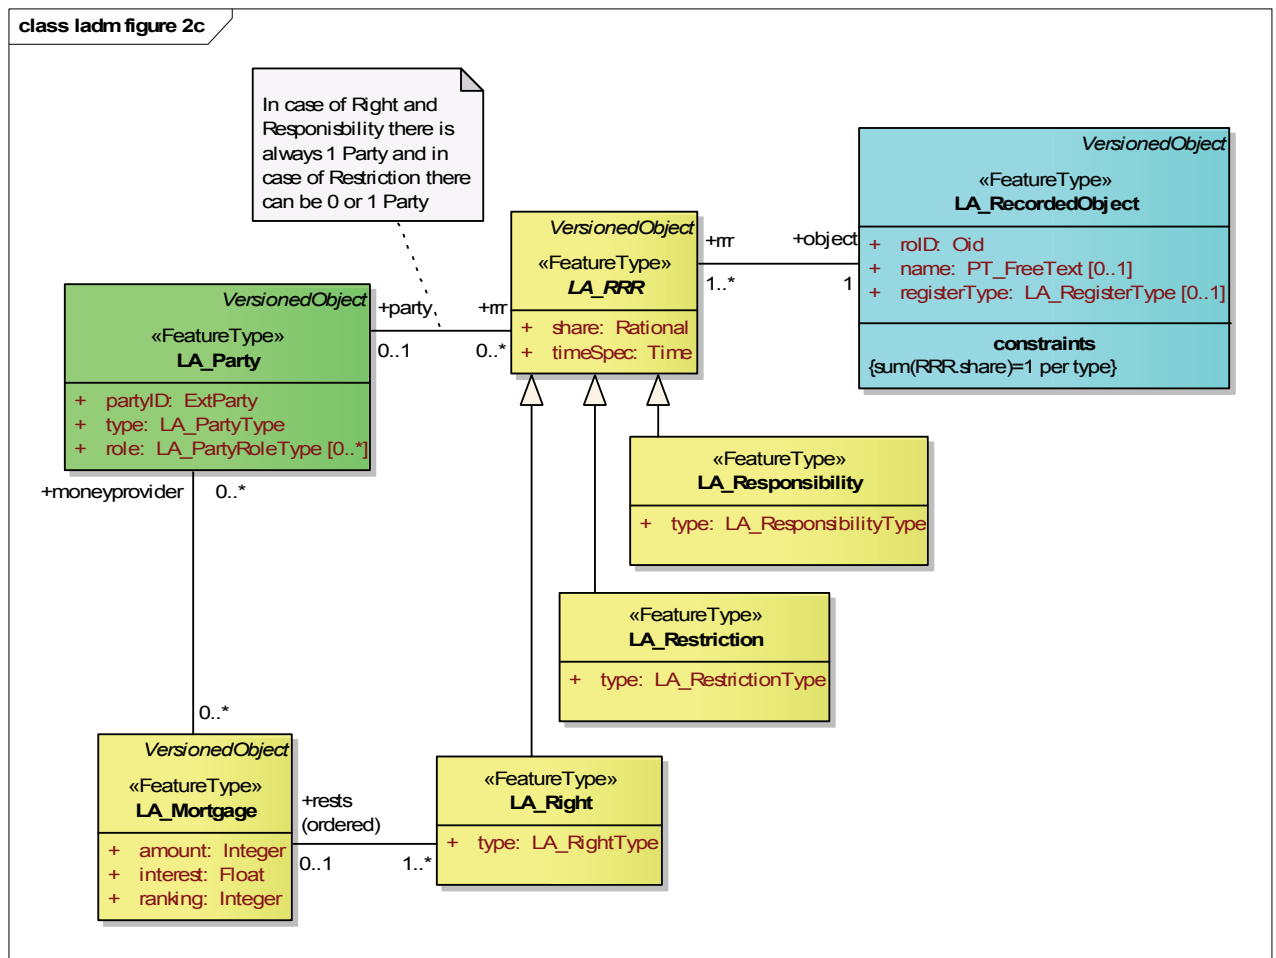 class ladm figure 2c
In case of Right and
Responisbility there is
always 1 Party and in
case of Restriction there
can be 0 or 1 Party
VersionedObject
«FeatureType»
LA_RecordedObject
+ roID: Oid
+ name: PT_FreeText [0..1]
+ registerType: LA_RegisterType [0..1]
constraints
{sum(RRR.share)=1 per type}
VersionedObject
«FeatureType»
LA_RRR
+ share: Rational
+ timeSpec: Time
+rrr
1..*
+object
1
VersionedObject
«FeatureType»
LA_Party
+ partyID: ExtParty
+ type: LA_PartyType
+ role: LA_PartyRoleType [0..*]
+party
0..1
+rrr
0..*
«FeatureType»
LA_Responsibility
+ type: LA_ResponsibilityType
+moneyprovider
0..*
«FeatureType»
LA_Restriction
+ type: LA_RestrictionType
0..*
VersionedObject
«FeatureType»
LA_Mortgage
+ amount: Integer
+ interest: Float
+ ranking: Integer
+rests
(ordered)
0..1
1..*
«FeatureType»
LA_Right
+ type: LA_RightType